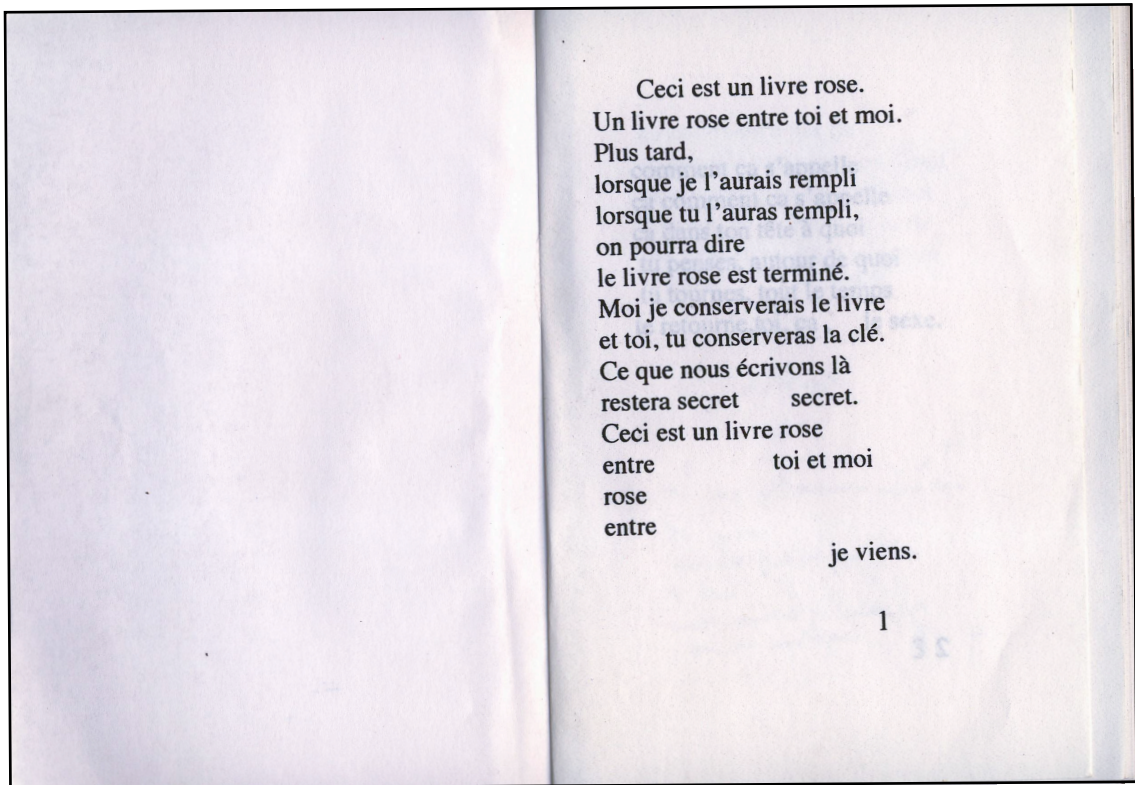 Ceci est un livre rose.
Un livre rose entre toi et moi.
Plus tard,
lorsque je l'aurais rempli
lorsque tu l'auras rempli,
on pourra dire
le livre rose est terminé.
Moi je conserverais le livre
et toi, tu conserveras la clé.
Ce que nous écrivons là
restera secret secret.
Ceci est un livre rose
entre toi et moi
rose
entre
je viens.
1